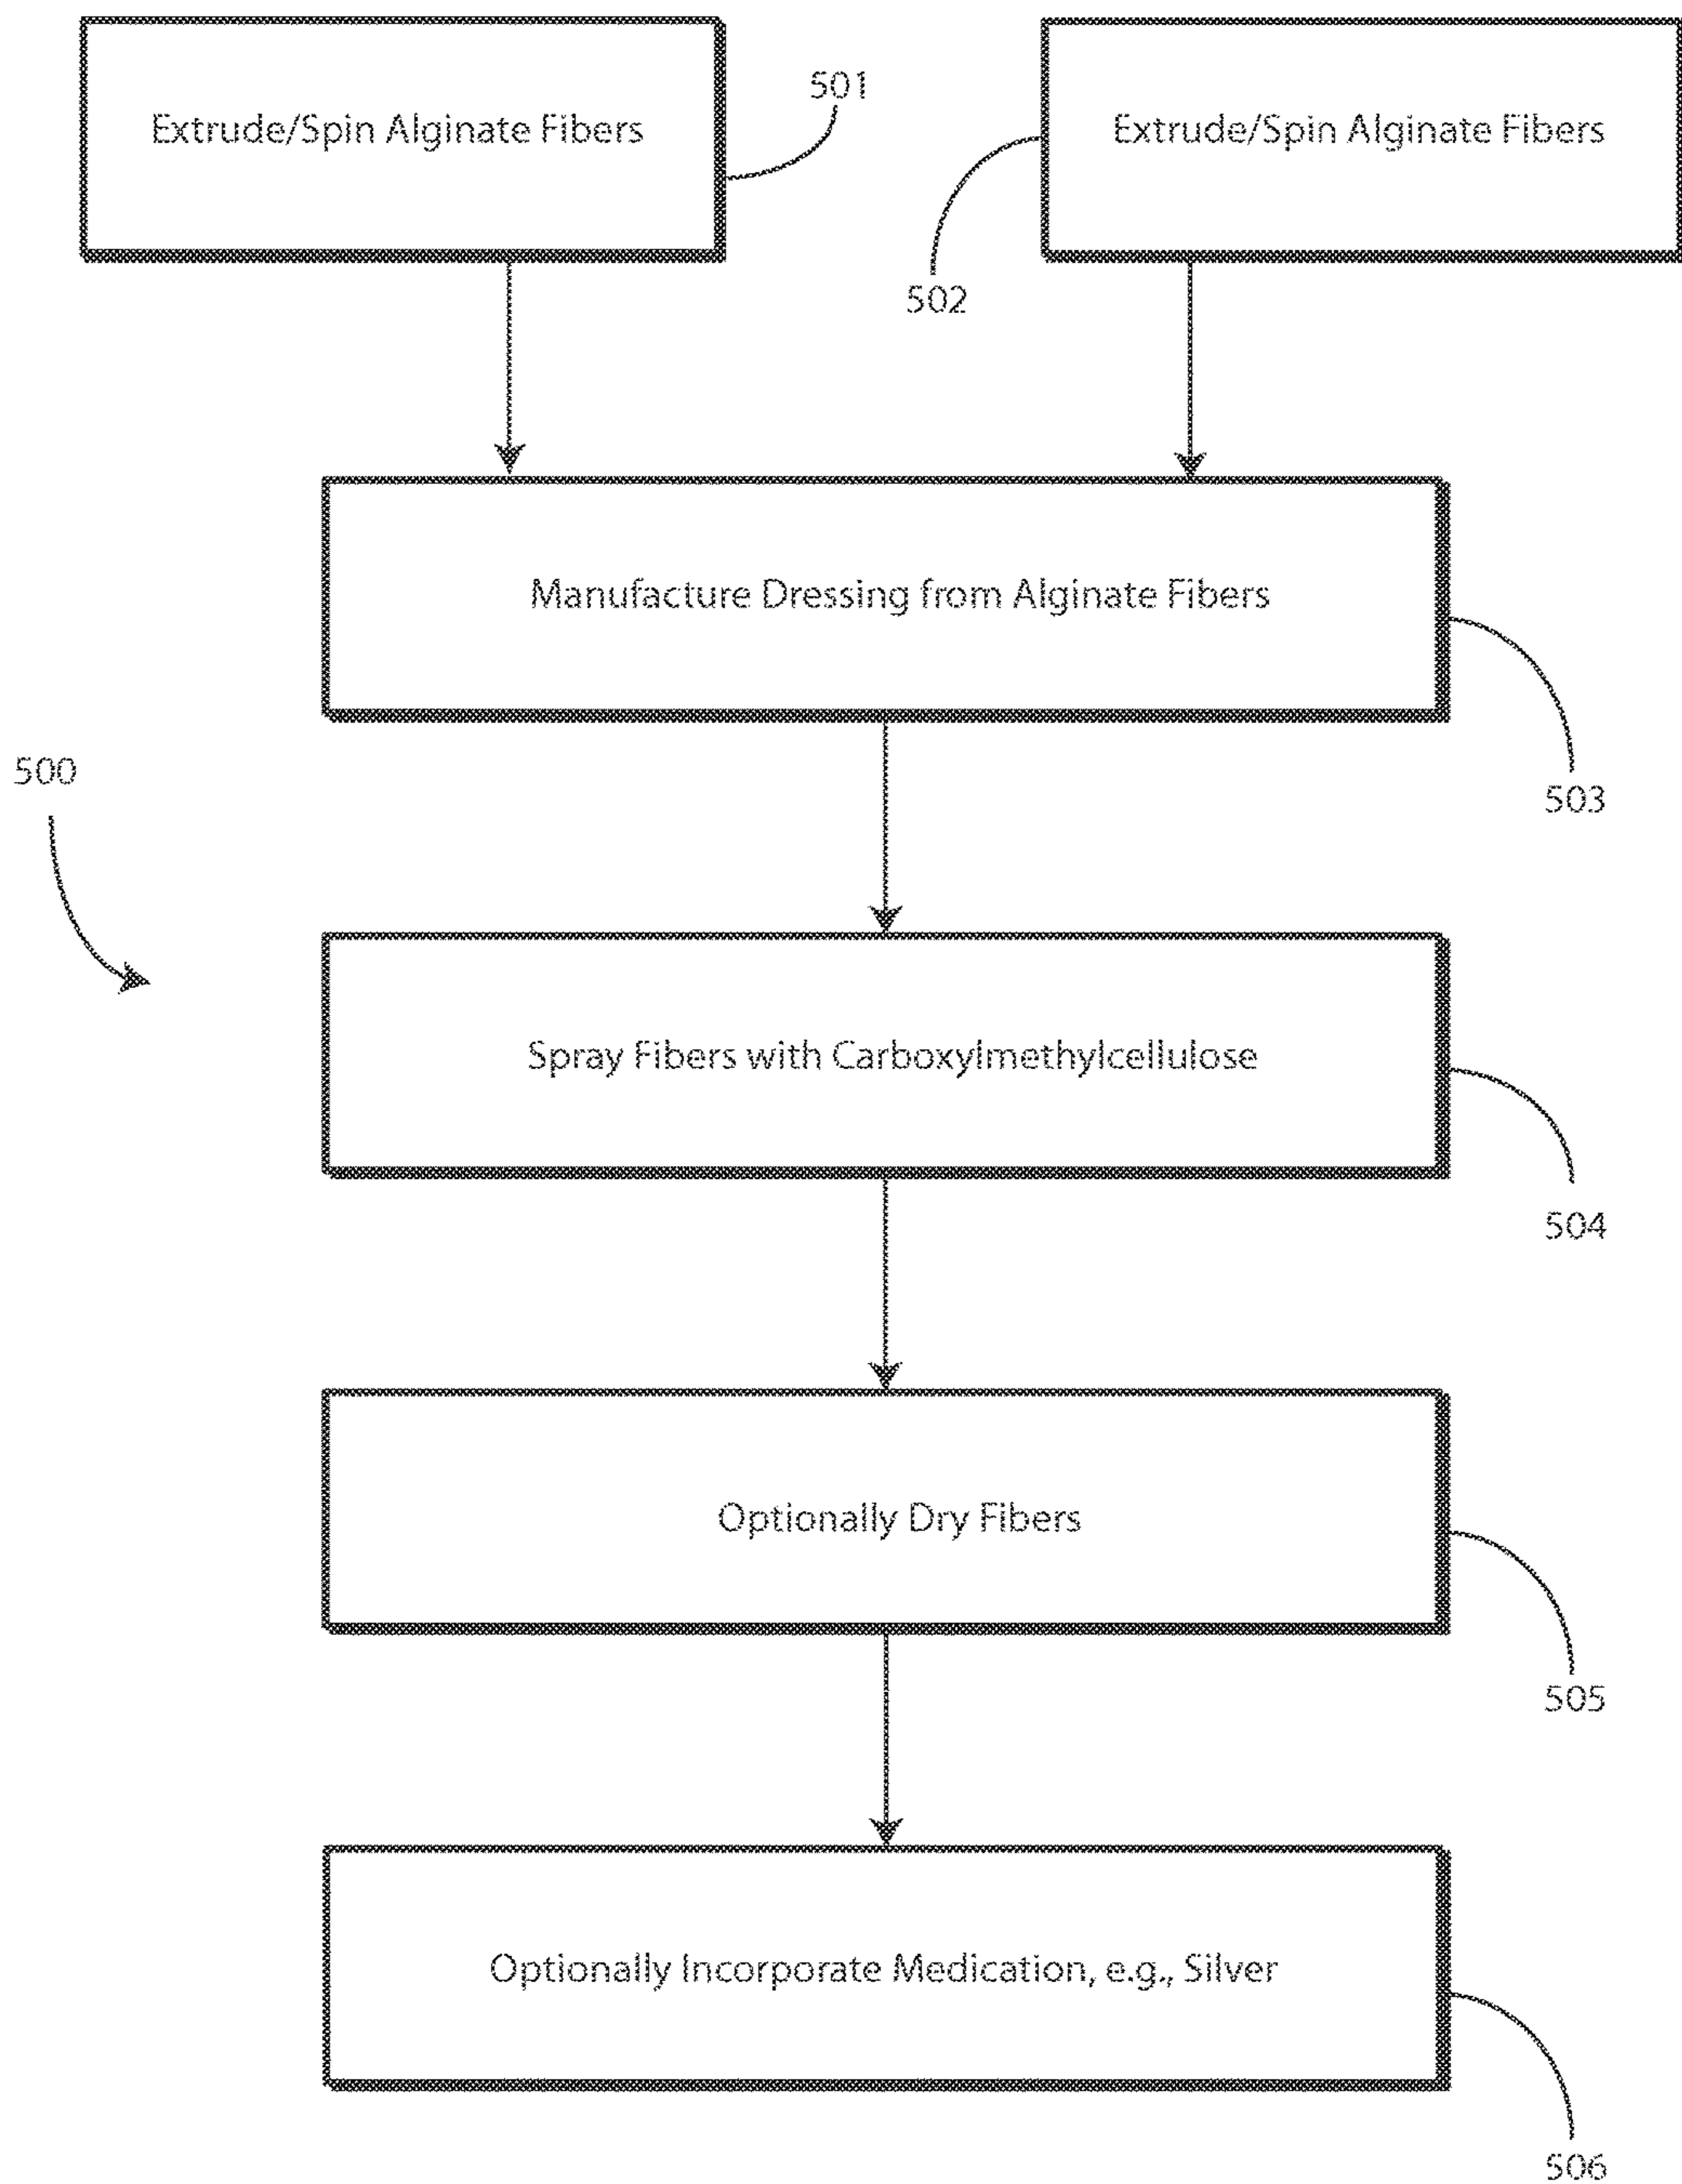 Extrude/Spin Alginate Fibers
501
Extrude/Spin Alginate Fibers
502
Manufacture Dressing from Alginate Fibers
503
500
Spray Fibers with Carboxylmethylcellulose
504
Optionally Dry Fibers
505
Optionally Incorporate Medication, e.g., Silver
506